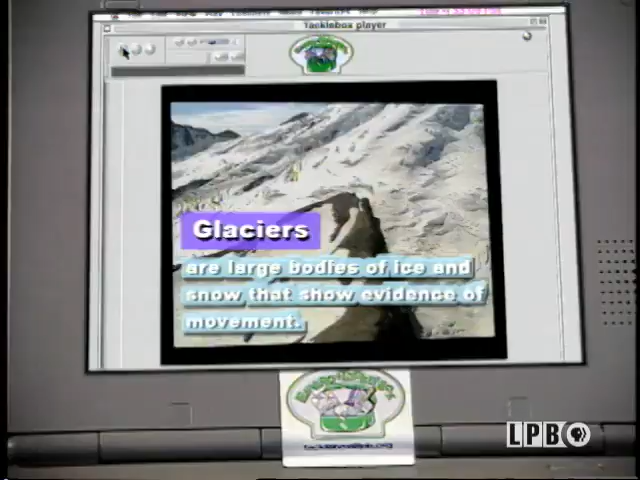 Tacklebox player
Glaciers
are large bodies of ice and
snow that show evidence of
movement.
LPB